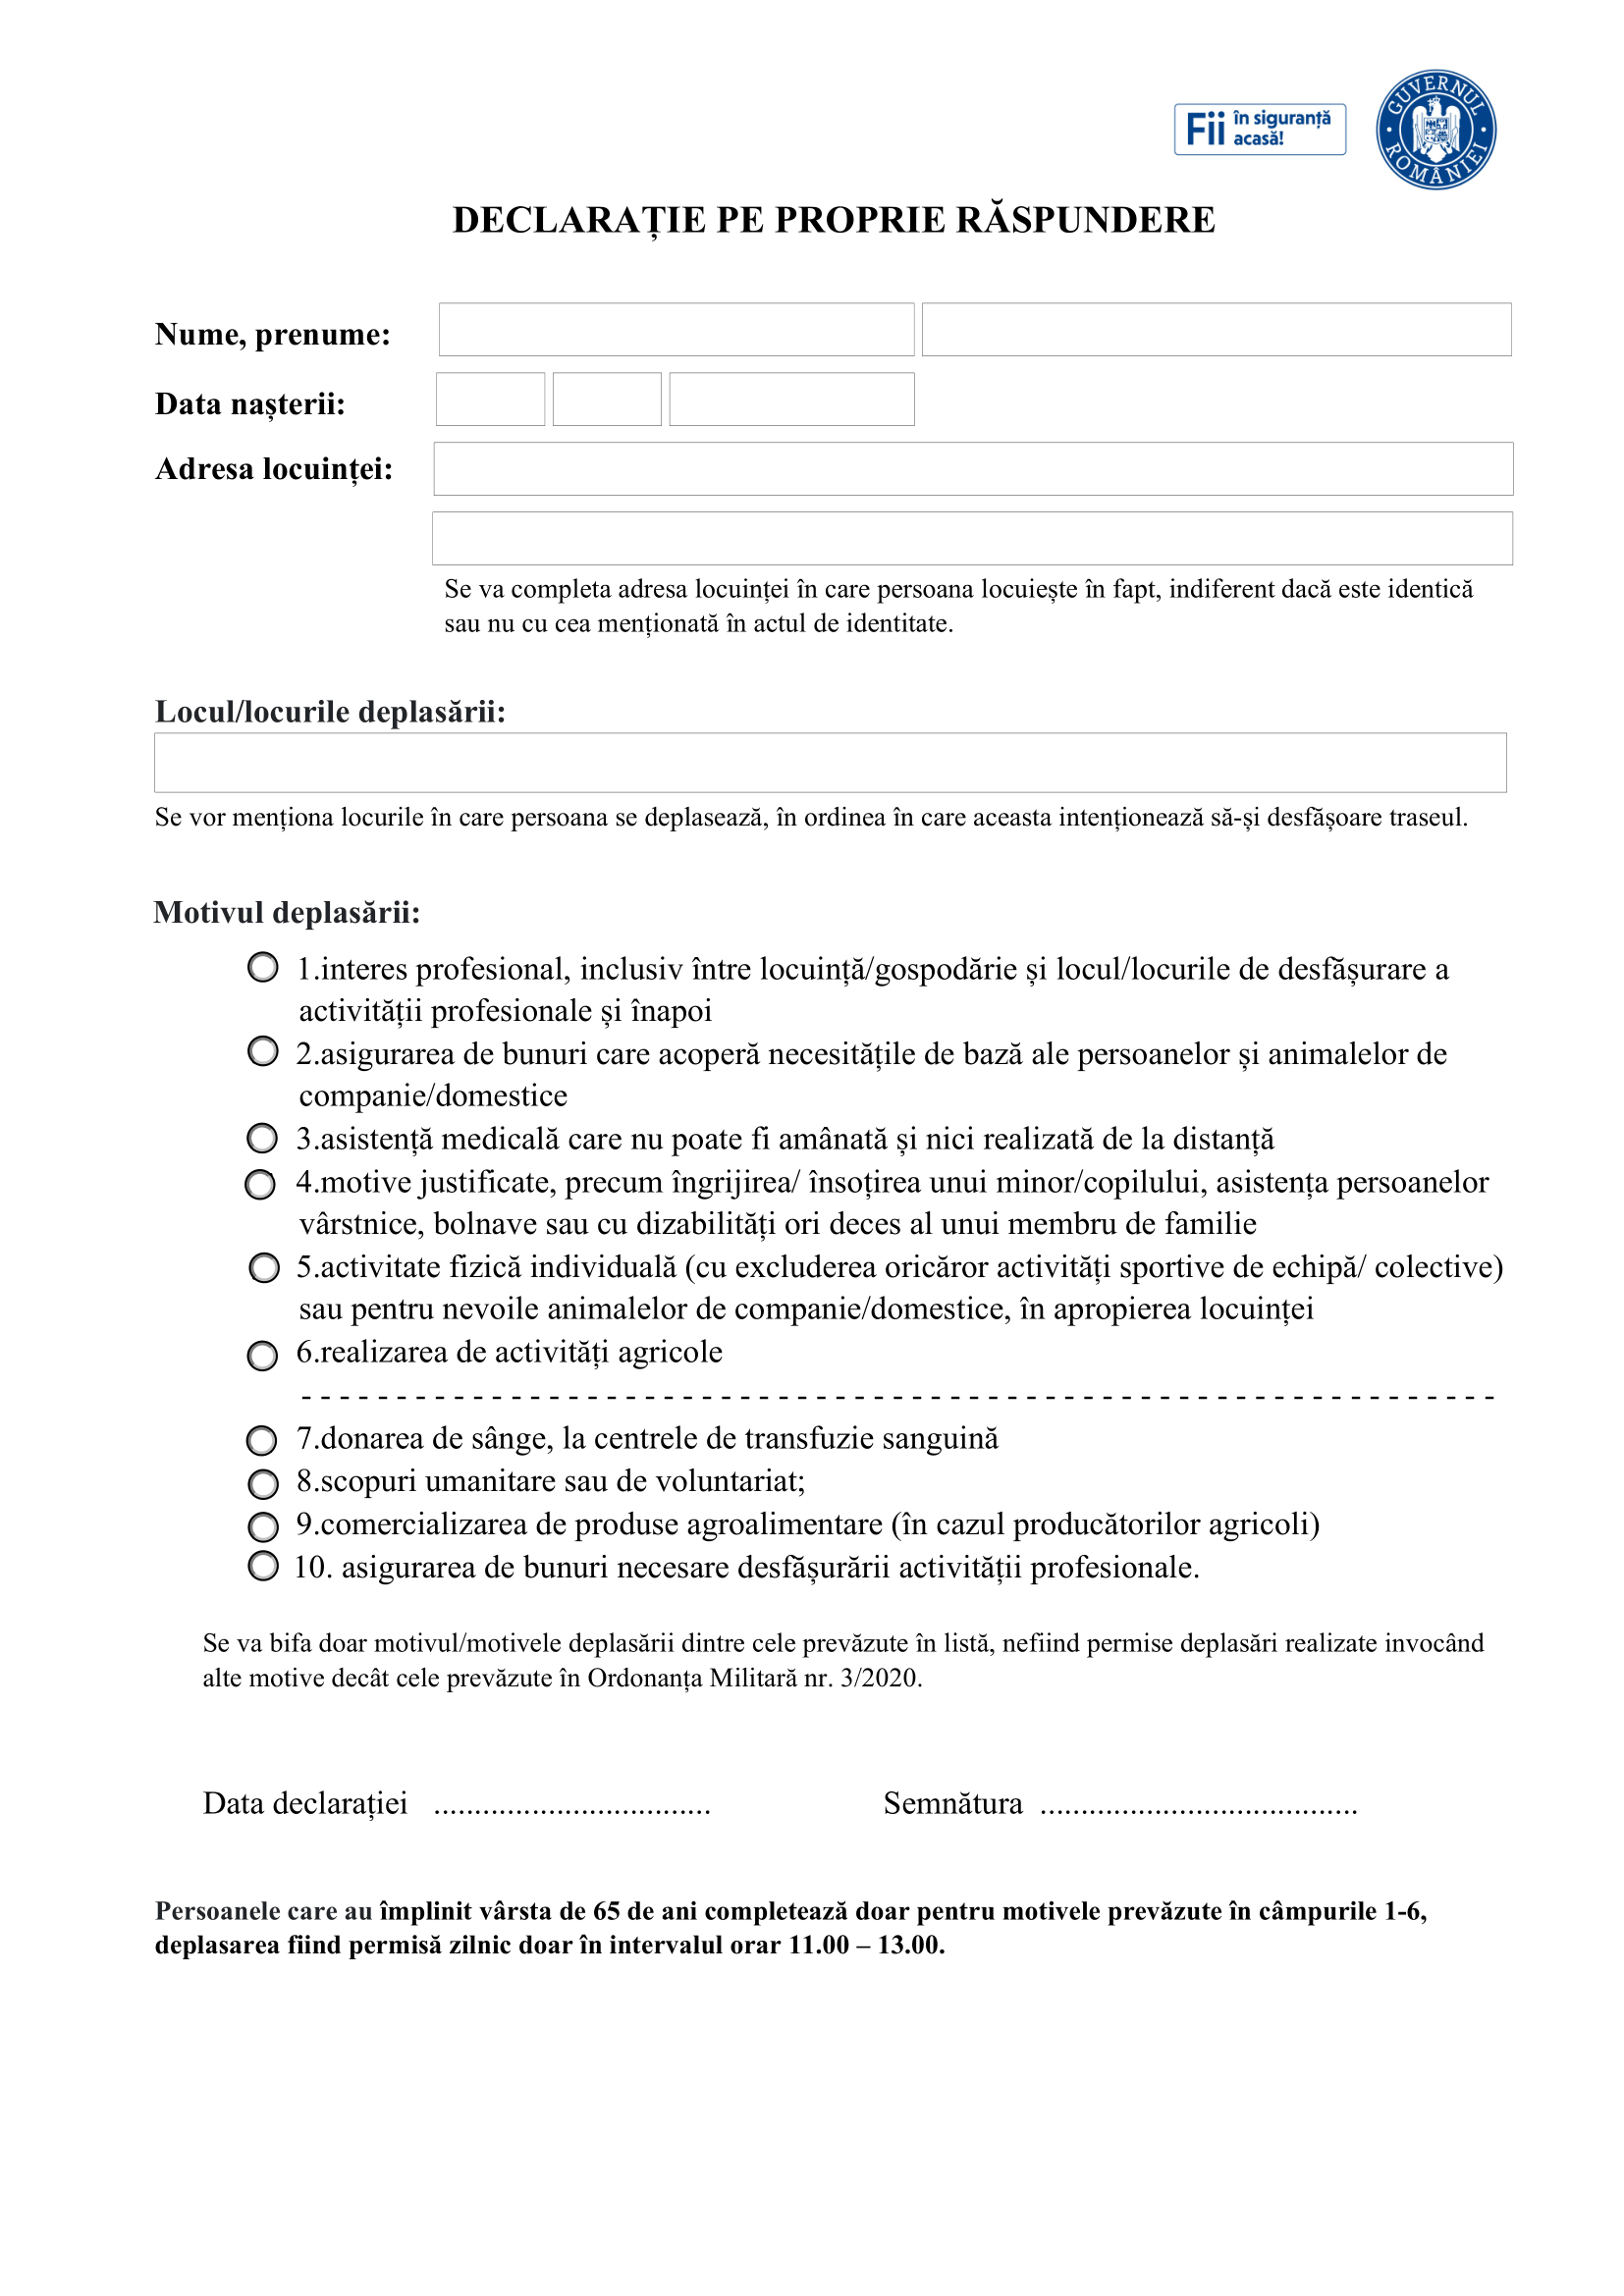 Fii în siguranță
acasă!
GUVERNUL ROMÂNIEI
DECLARAȚIE PE PROPRIE RĂSPUNDERE
Nume, prenume:
Data nașterii:
Adresa locuinței:
Se va completa adresa locuinței în care persoana locuiește în fapt, indiferent dacă este identică
sau nu cu cea menționată în actul de identitate.
Locul/locurile deplasării:
Se vor menționa locurile în care persoana se deplasează, în ordinea în care aceasta intenționează să-și desfășoare traseul.
Motivul deplasării:
1.interes profesional, inclusiv între locuință/gospodărie și locul/locurile de desfășurare a
activității profesionale și înapoi
2.asigurarea de bunuri care acoperă necesitățile de bază ale persoanelor și animalelor de
companie/domestice
3.asistență medicală care nu poate fi amânată și nici realizată de la distanță
4.motive justificate, precum îngrijirea/ însoțirea unui minor/copilului, asistența persoanelor
vârstnice, bolnave sau cu dizabilități ori deces al unui membru de familie
5.activitate fizică individuală (cu excluderea oricăror activități sportive de echipă/ colective)
sau pentru nevoile animalelor de companie/domestice, în apropierea locuinței
6.realizarea de activități agricole
- - - - - - - - - - - - - - - - - - - - - - - - - - - - - - - - - - - - - - - - - - - - - - - - - - - - - - - - - - - - - - -
7.donarea de sânge, la centrele de transfuzie sanguină
8.scopuri umanitare sau de voluntariat;
9.comercializarea de produse agroalimentare (în cazul producătorilor agricoli)
10. asigurarea de bunuri necesare desfășurării activității profesionale.
Se va bifa doar motivul/motivele deplasării dintre cele prevăzute în listă, nefiind permise deplasări realizate invocând
alte motive decât cele prevăzute în Ordonanța Militară nr. 3/2020.
Data declarației .................................. Semnătura .......................................
Persoanele care au împlinit vârsta de 65 de ani completează doar pentru motivele prevăzute în câmpurile 1-6,
deplasarea fiind permisă zilnic doar în intervalul orar 11.00 – 13.00.